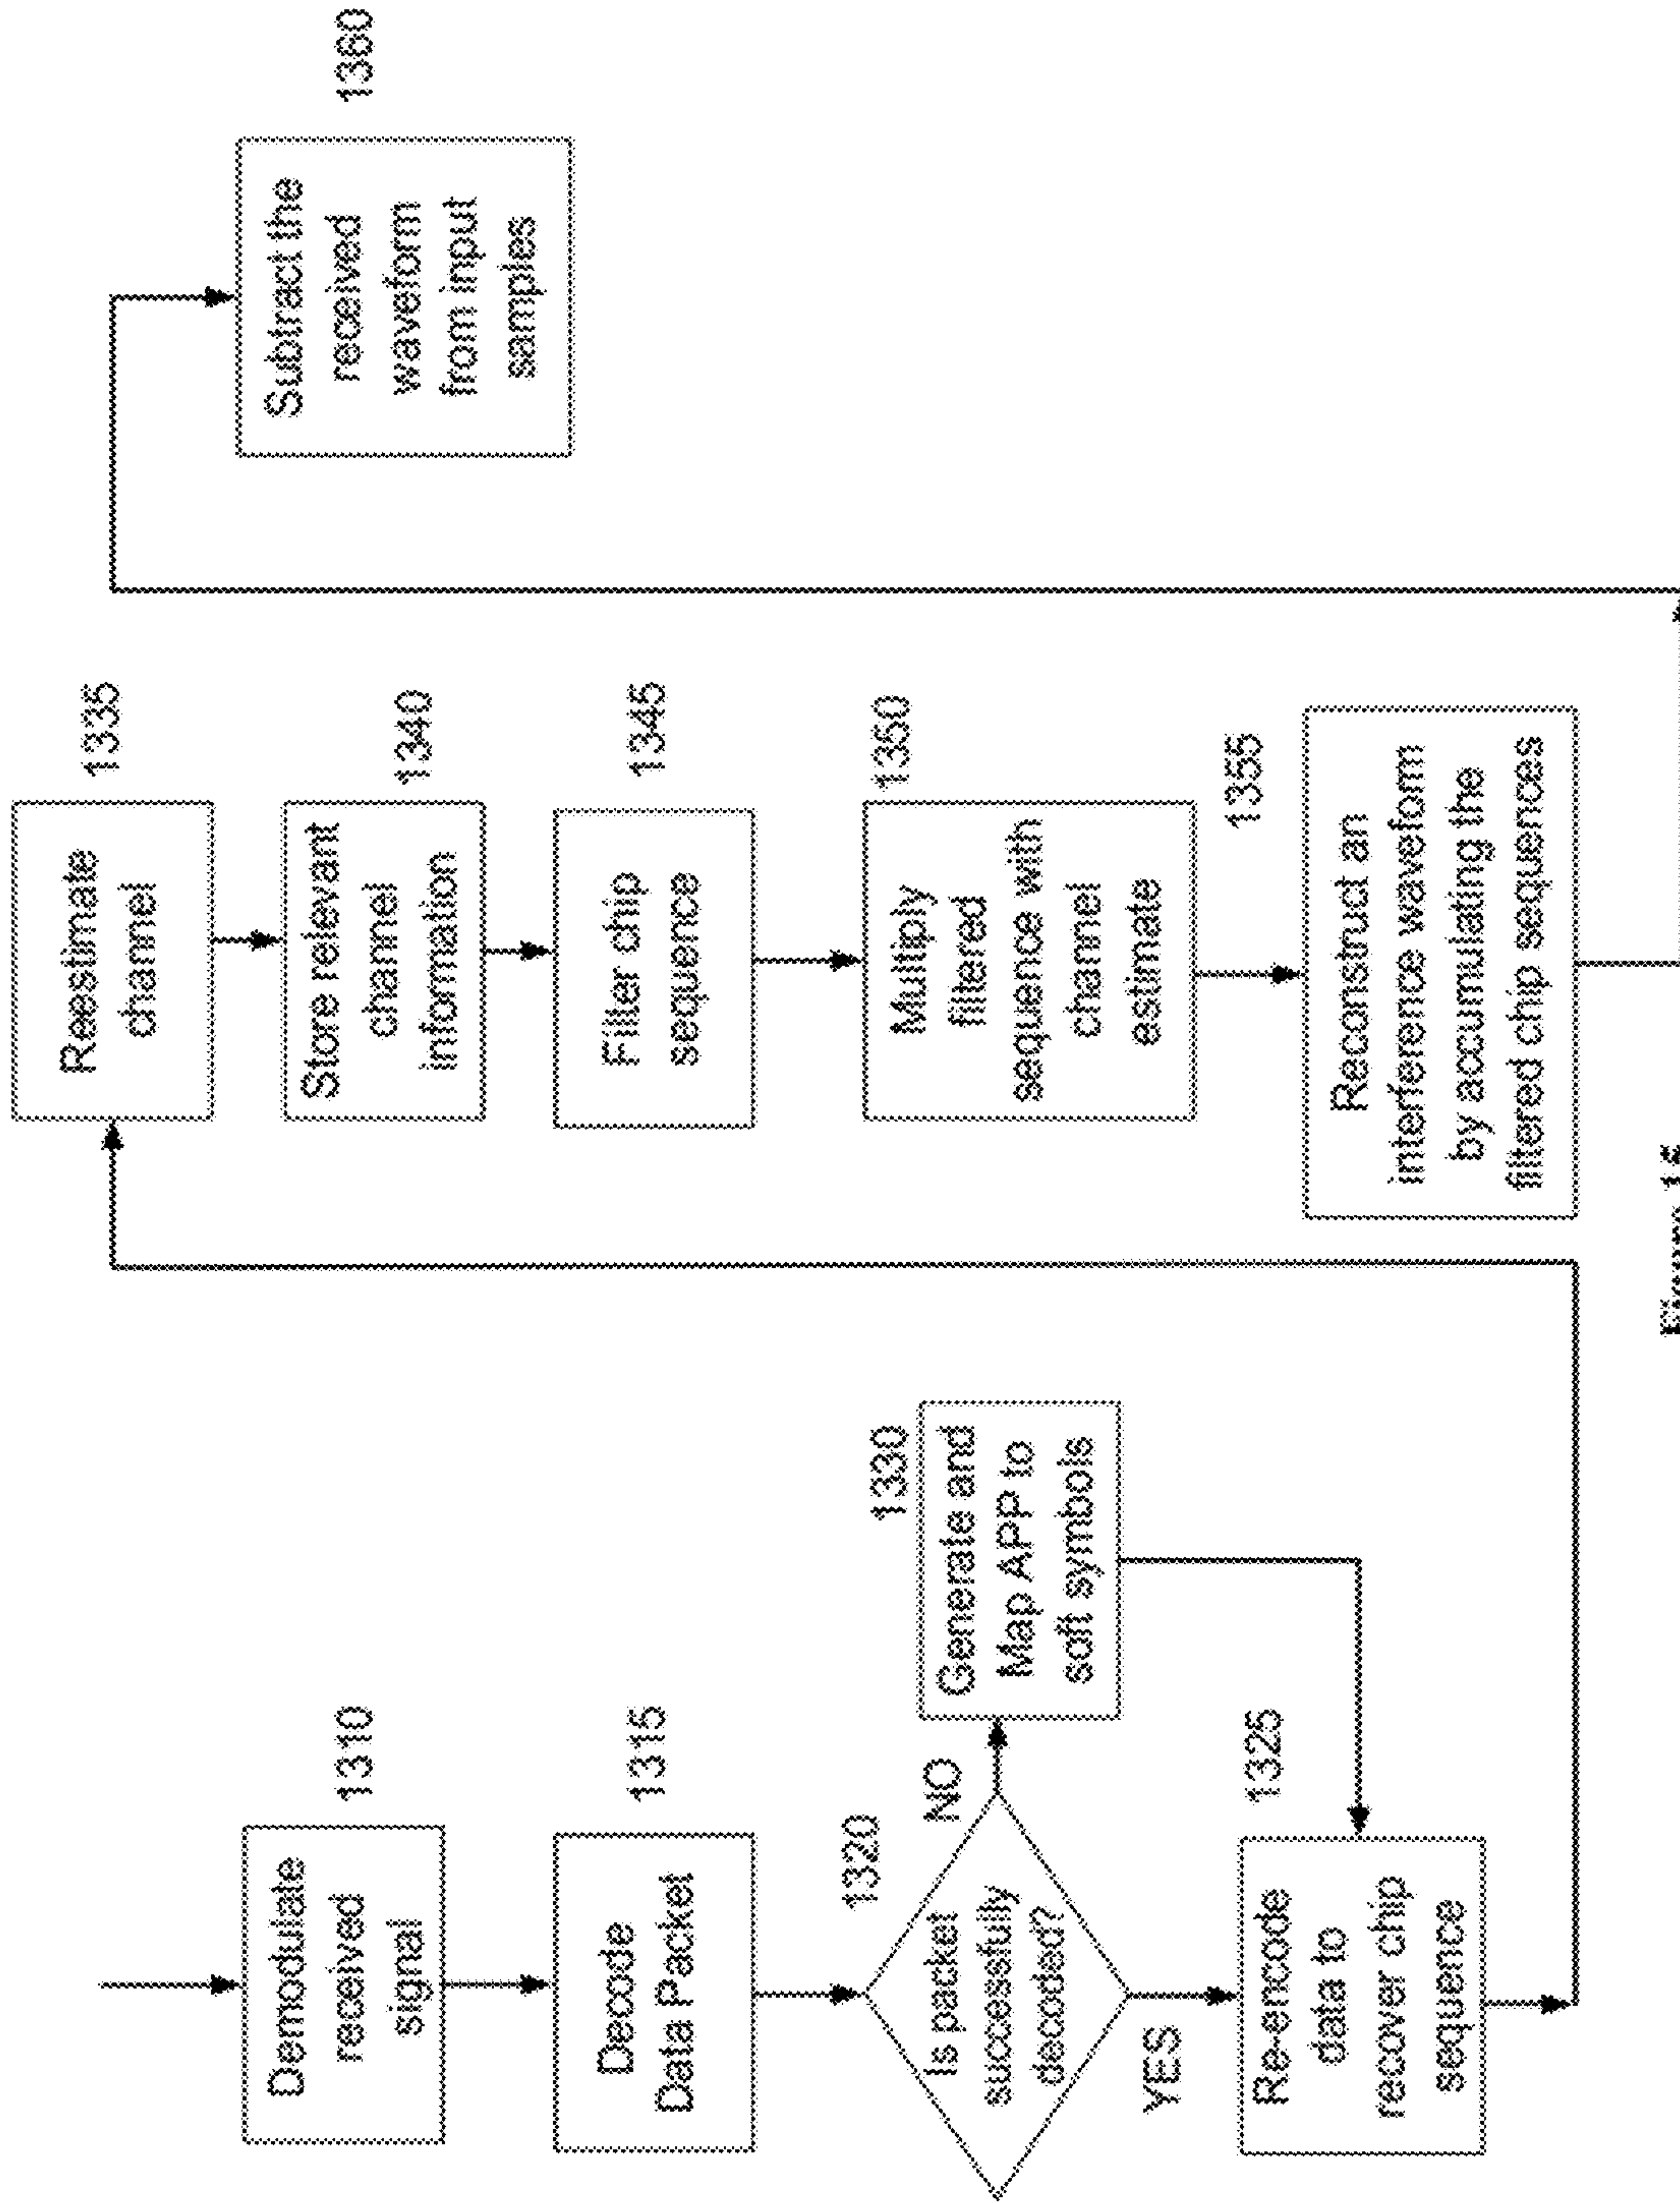 Demodulate
received
signal
1310
Decode
Data Packet
1315
Is packet
successfully
decoded?
1320
NO
YES
Generate and
Map APP to
soft symbols
1330
Re-encode
data to
recover chip
sequence
1325
Reestimate
channel
1335
Store relevant
channel
information
1340
Filter chip
sequence
1345
Multiply
filtered
sequence with
channel
estimate
1350
Reconstruct an
interference waveform
by accumulating the
filtered chip sequences
1355
Subtract the
received
waveform
from input
samples
1360
Figure